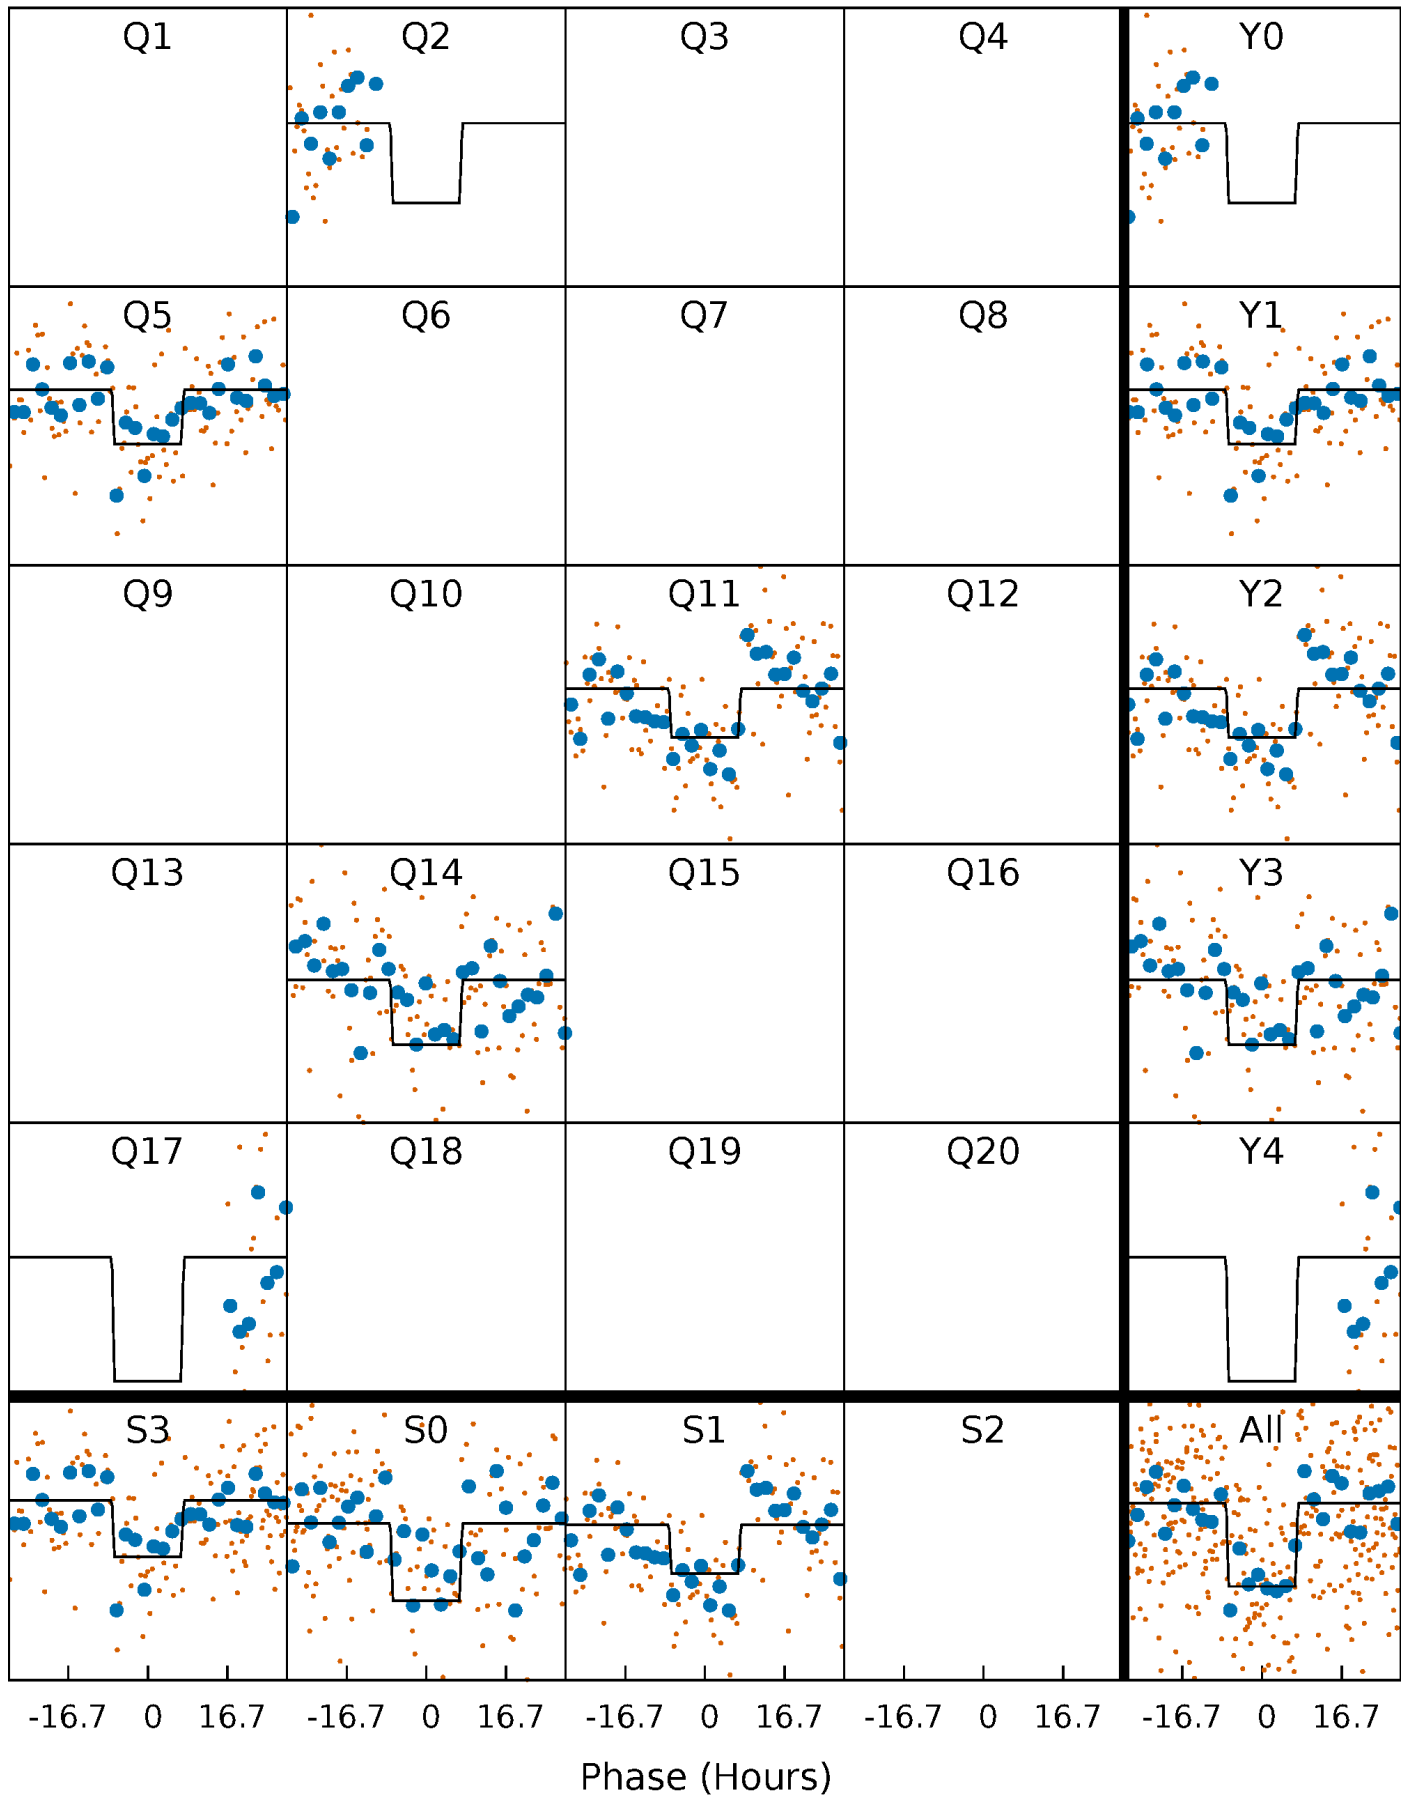 Q1 Q2 Q3 Q4 Y0
Q5 Q6 Q7 Q8 Y1
Q9 Q10 Q11 Q12 Y2
Q13 Q14 Q15 Q16 Y3
Q17 Q18 Q19 Q20 Y4
S3 S0 S1 S2 All
-16.7 0 16.7 -16.7 0 16.7 -16.7 0 16.7 -16.7 0 16.7 -16.7 0 16.7
Phase (Hours)